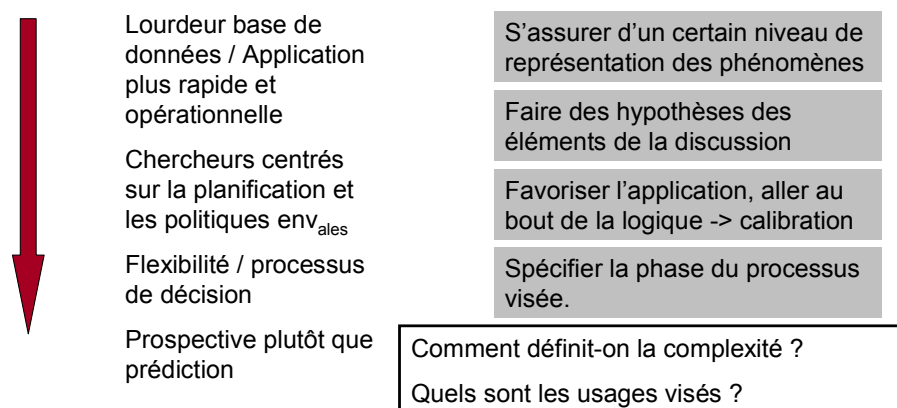 Lourdeur base de
données / Application
plus rapide et
opérationnelle
Chercheurs centrés
sur la planification et
les politiques env_ales
Flexibilité / processus
de décision
Prospective plutôt que
prédiction
S’assurer d’un certain niveau de
représentation des phénomènes
Faire des hypothèses des
éléments de la discussion
Favoriser l’application, aller au
bout de la logique -> calibration
Spécifier la phase du processus
visée.
Comment définit-on la complexité ?
Quels sont les usages visés ?